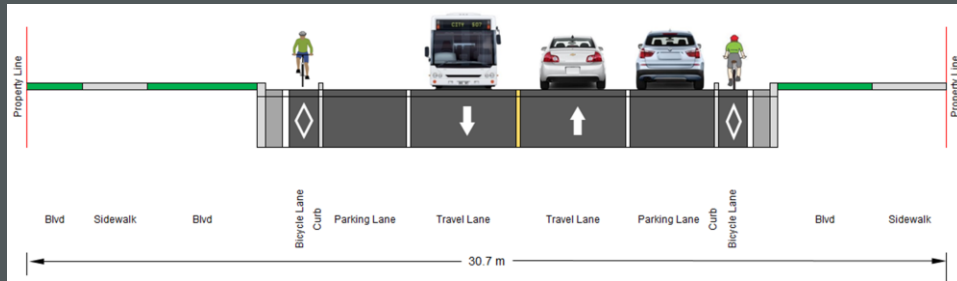 CITY 507
Property Line
Property Line
Blvd
Sidewalk
Blvd
Bicycle Lane
Curb
Parking Lane
Travel Lane
Travel Lane
Parking Lane
Curb
Bicycle Lane
Blvd
Sidewalk
30.7 m